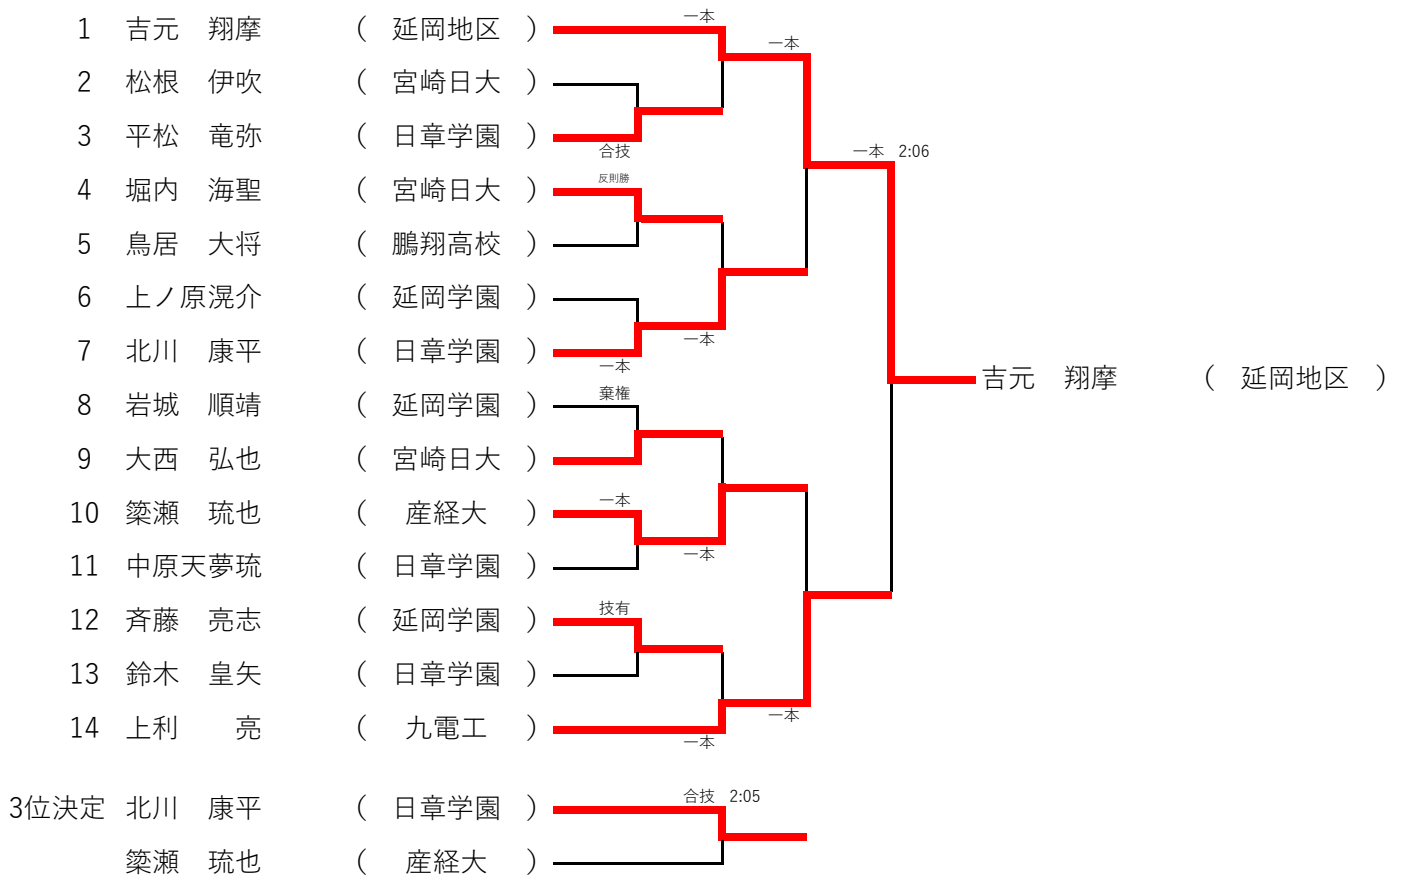 一本
1 吉元 翔摩 ( 延岡地区 )
一本
2 松根 伊吹 ( 宮崎日大 )
3 平松 竜弥 ( 日章学園 )
合技
一本 2:06
反則勝
4 堀内 海聖 ( 宮崎日大 )
5 鳥居 大将 ( 鵬翔高校 )
6 上ノ原滉介 ( 延岡学園 )
一本
7 北川 康平 ( 日章学園 )
一本
吉元 翔摩 ( 延岡地区 )
棄権
8 岩城 順靖 ( 延岡学園 )
9 大西 弘也 ( 宮崎日大 )
一本
10 簗瀬 琉也 ( 産経大 )
一本
11 中原天夢琉 ( 日章学園 )
技有
12 斉藤 亮志 ( 延岡学園 )
13 鈴木 皇矢 ( 日章学園 )
一本
14 上利 亮 ( 九電工 )
一本
合技 2:05
3位決定 北川 康平 ( 日章学園 )
簗瀬 琉也 ( 産経大 )